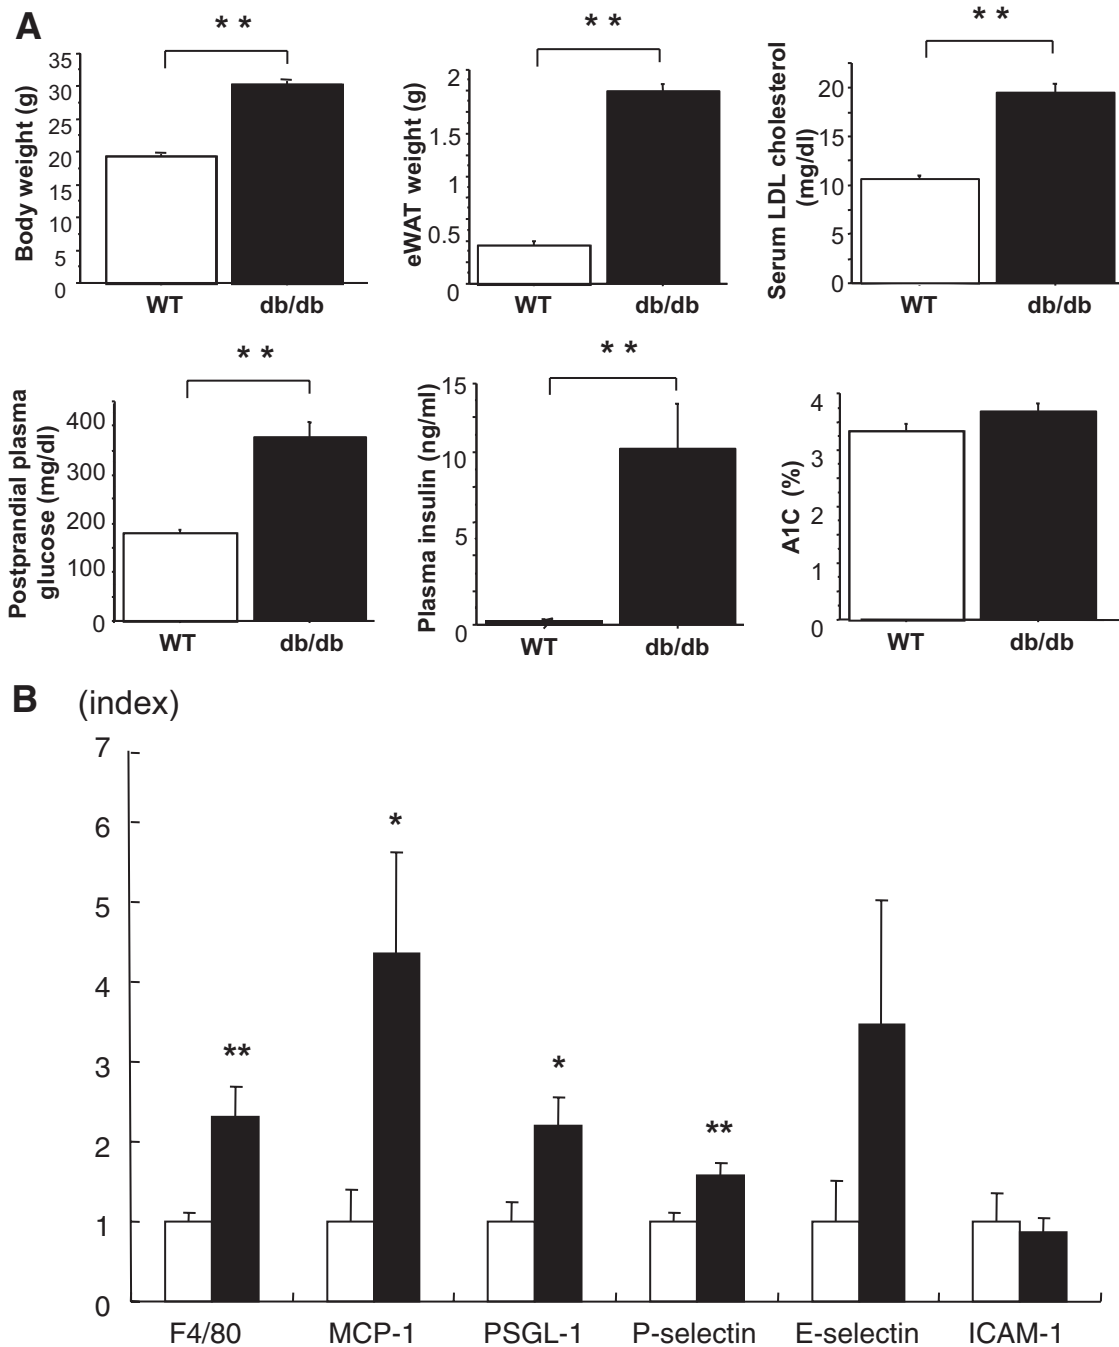 A
* *
Body weight (g)
35
30
25
20
15
10
5
0
WT db/db
* *
eWAT weight (g)
2
1.5
1
0.5
0
WT db/db
* *
Serum LDL cholesterol
(mg/dl)
20
15
10
5
0
WT db/db
* *
Postprandial plasma
glucose (mg/dl)
400
300
200
100
0
WT db/db
* *
Plasma insulin (ng/ml)
15
10
5
0
WT db/db
A1C (%)
4
3
2
1
0
WT db/db
B (index)
7
6
5
4
3
2
1
0
** * * **
F4/80 MCP-1 PSGL-1 P-selectin E-selectin ICAM-1